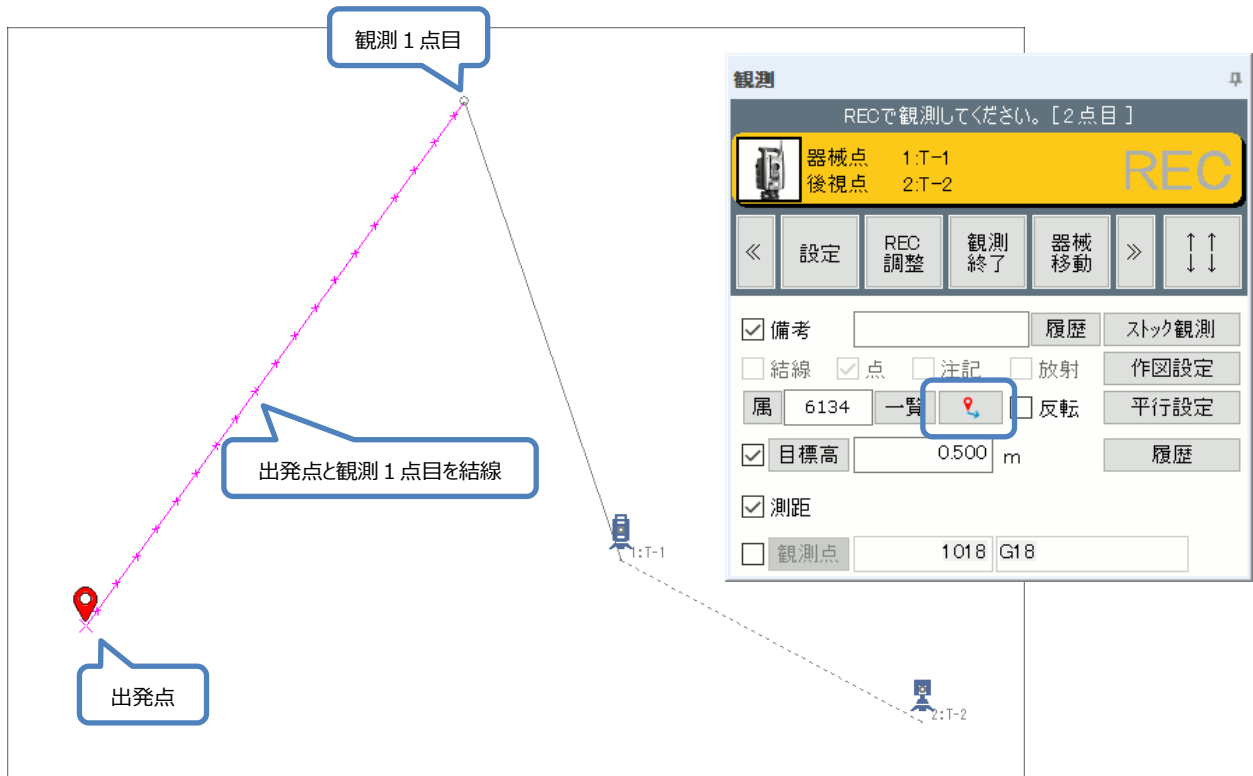 観測１点目
出発点と観測１点目を結線
出発点
1:T-1
2:T-2
観測
RECで観測してください。[２点目 ]
器械点 1:T-1
後視点 2:T-2
REC
≪ 設定 REC調整 観測終了 器械移動 ≫ ↑↑↓↓
備考 履歴 ストック観測
結線 点 注記 放射 作図設定
属 6134 一覧 反転 平行設定
目標高 0.500 m 履歴
測距
観測点 1018 G18